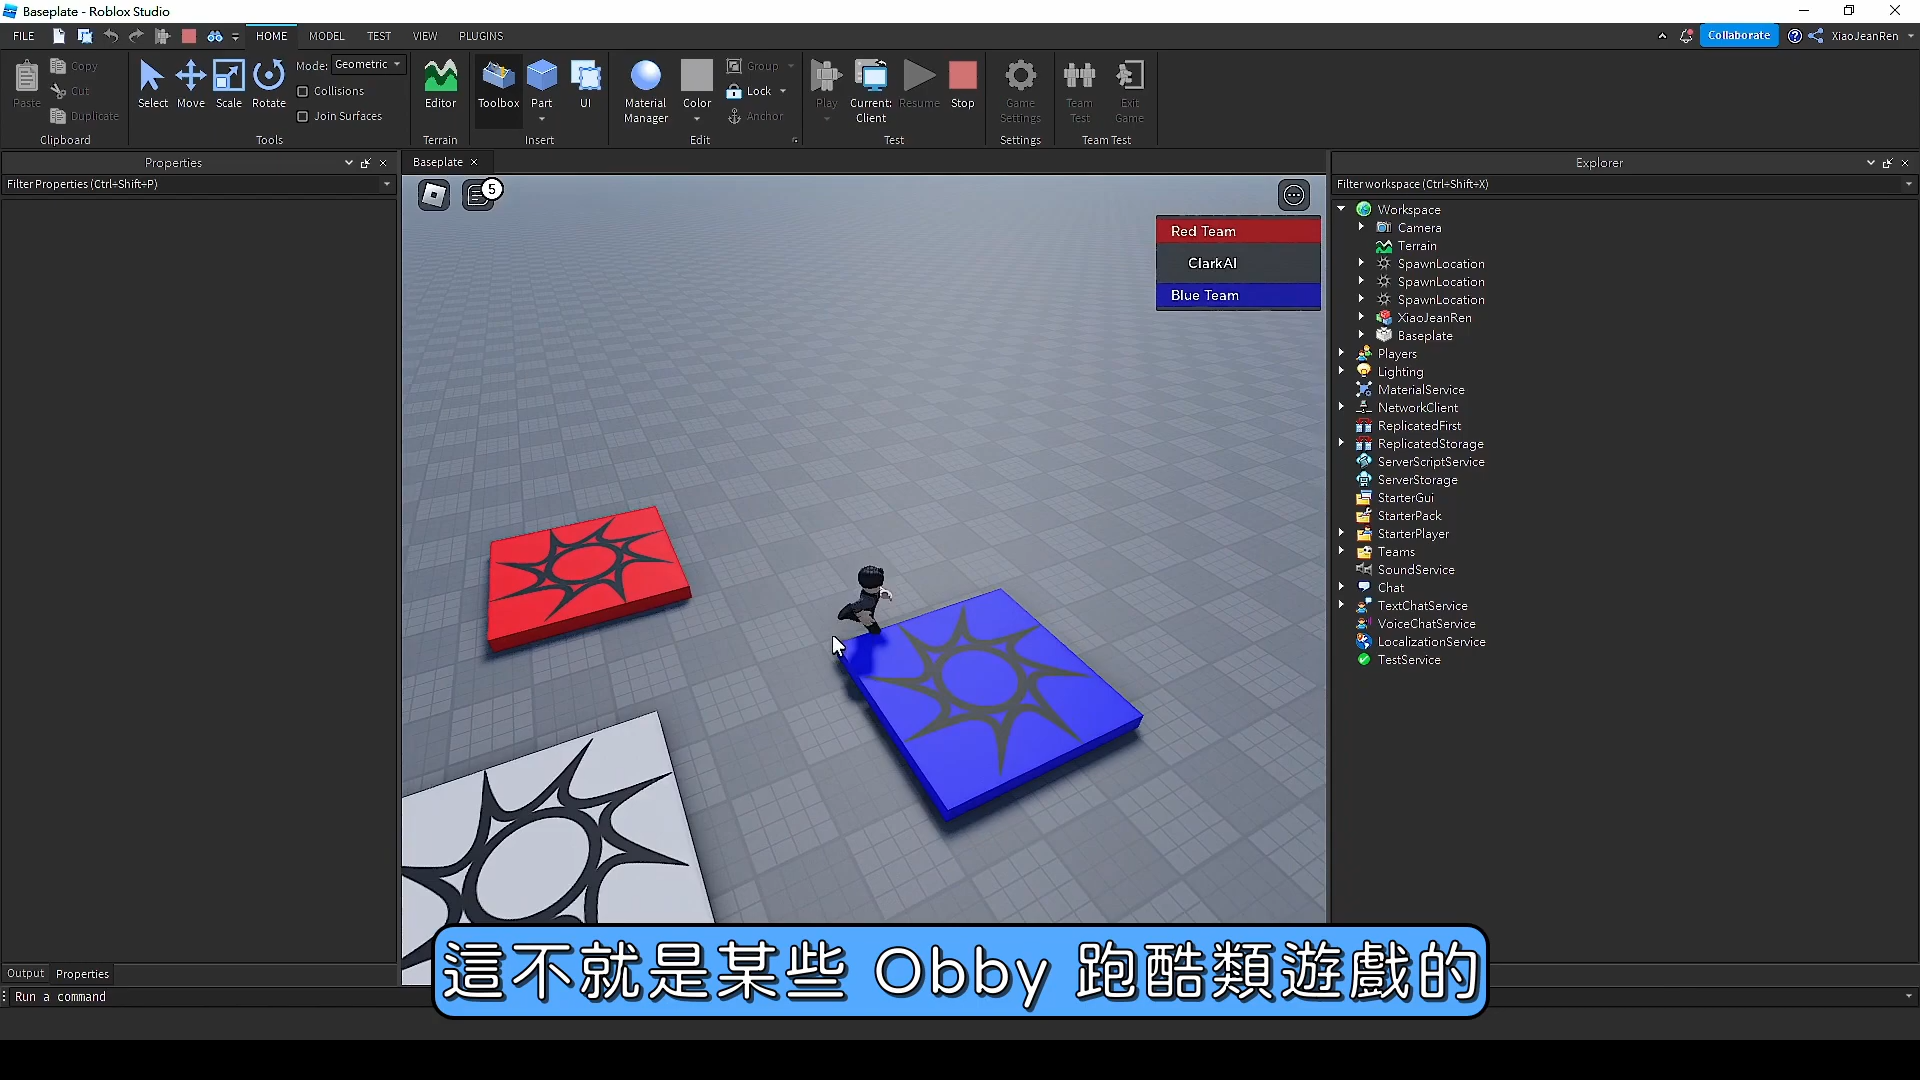 Baseplate - Roblox Studio
FILE
HOME
MODEL
TEST
VIEW
PLUGINS
Collaborate
XiaoJeanRen
Paste
Copy
Cut
Duplicate
Clipboard
Select
Move
Scale
Rotate
Mode: Geometric
Collisions
Join Surfaces
Tools
Editor
Terrain
Toolbox
Part
UI
Insert
Material Manager
Color
Group
Lock
Anchor
Edit
Play
Current: Client
Resume
Stop
Test
Game Settings
Settings
Team Test
Exit Game
Team Test
Properties
Filter Properties (Ctrl+Shift+P)
Baseplate
5
Red Team
ClarkAI
Blue Team
Explorer
Filter workspace (Ctrl+Shift+X)
Workspace
Camera
Terrain
SpawnLocation
SpawnLocation
SpawnLocation
XiaoJeanRen
Baseplate
Players
Lighting
MaterialService
NetworkClient
ReplicatedFirst
ReplicatedStorage
ServerScriptService
ServerStorage
StarterGui
StarterPack
StarterPlayer
Teams
SoundService
Chat
TextChatService
VoiceChatService
LocalizationService
TestService
Output
Properties
Run a command
這不就是某些 Obby 跑酷類遊戲的